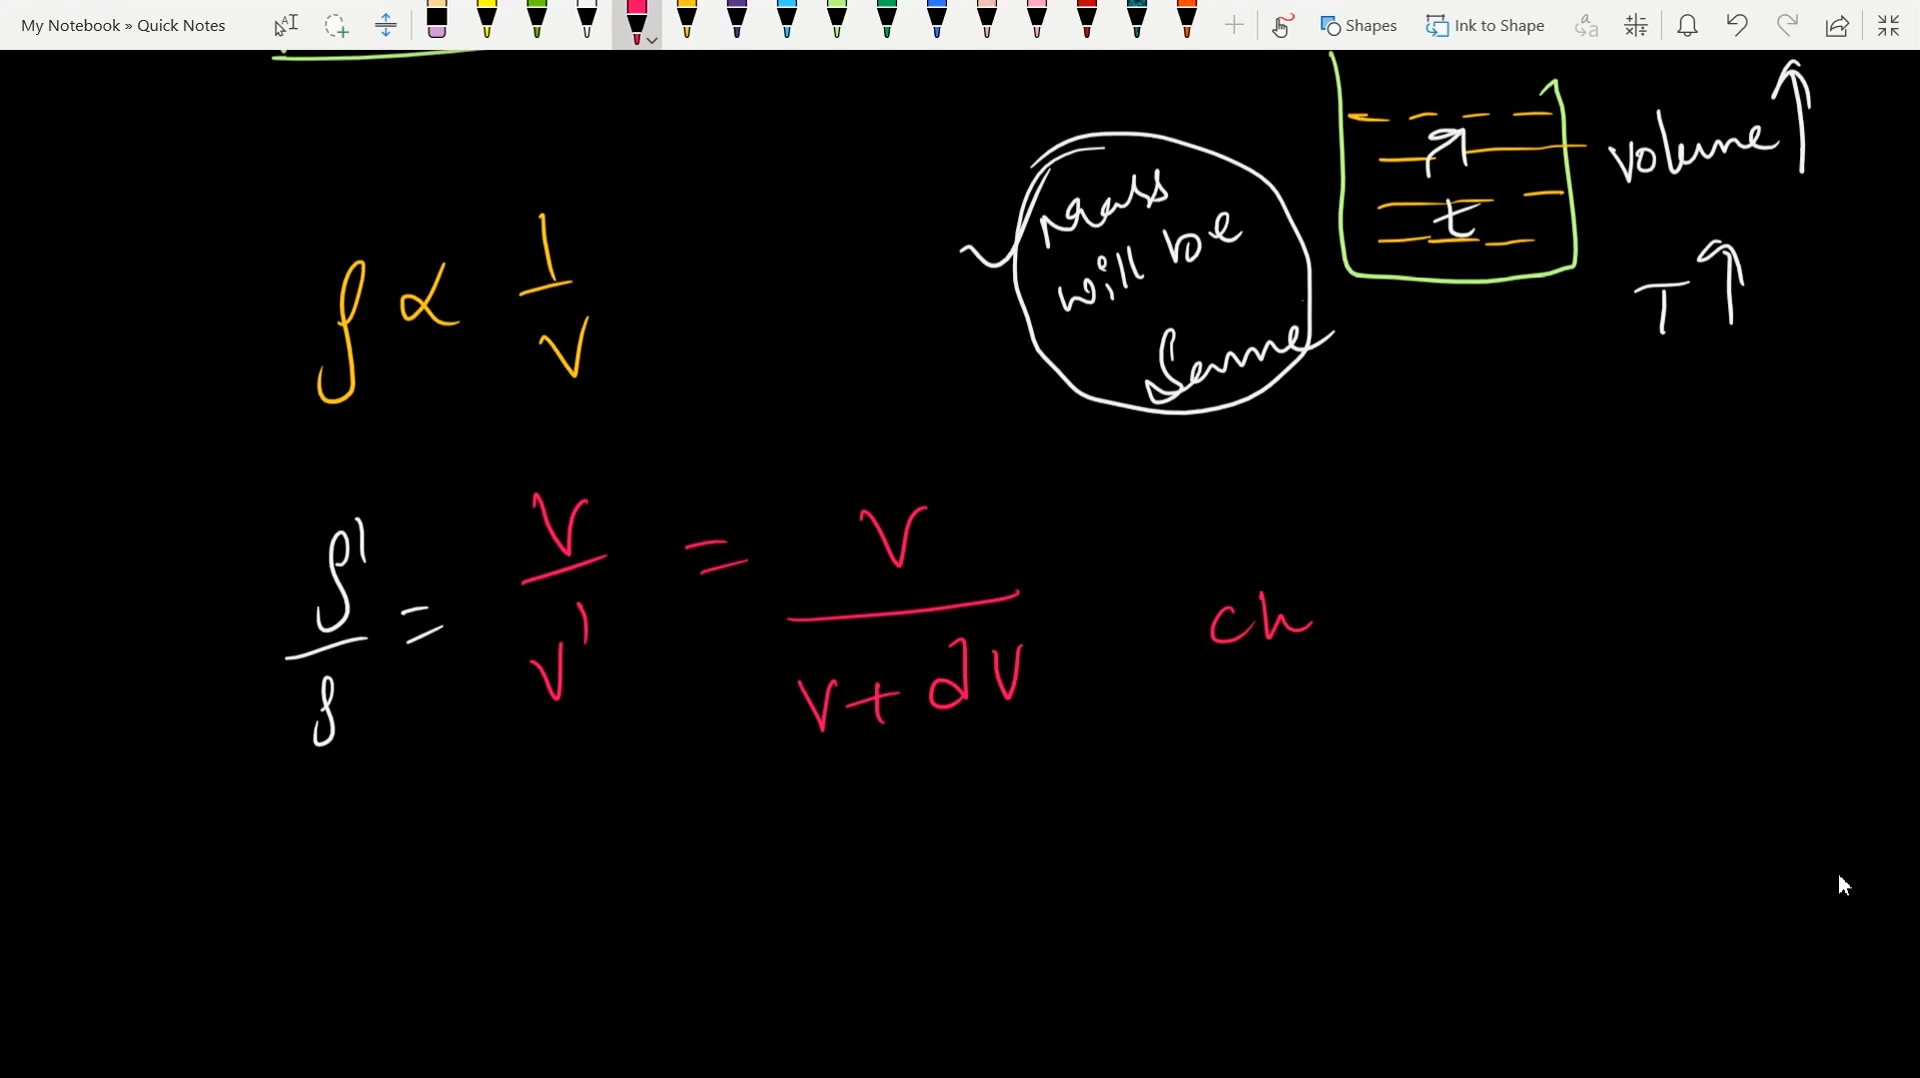 My Notebook » Quick Notes
Shapes
Ink to Shape
volume ↑
t ↑
T ↑
Mass
will be
Same
ρ ∝ 1/V
ρ'/ρ = V/V' = V/(V+dV)
ch